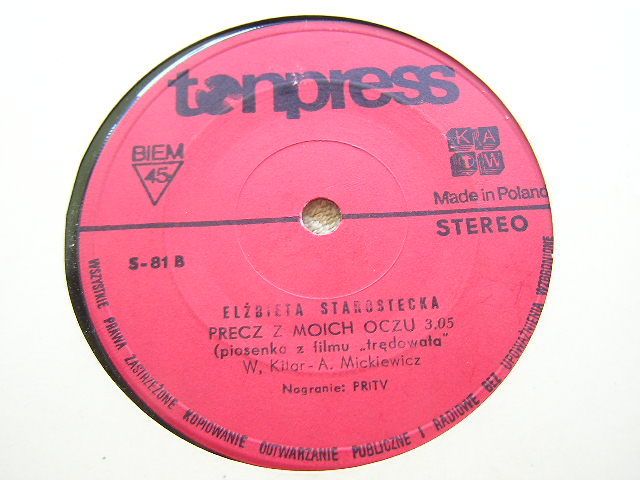 tonpress
BIEM
45
KAW
Made in Poland
STEREO
S-81 B
ELŻBIETA STAROSTECKA
PRECZ Z MOICH OCZU 3.05
(piosenka z filmu „trędowata"
W, Kilar - A. Mickiewicz
Nagranie: PRiTV
WSZYSTKIE PRAWA ZASTRZEŻONE KOPIOWANIE ODTWARZANIE PUBLICZNE I RADIOWE BEZ UPOWAŻNIENIA WZBRONIONE